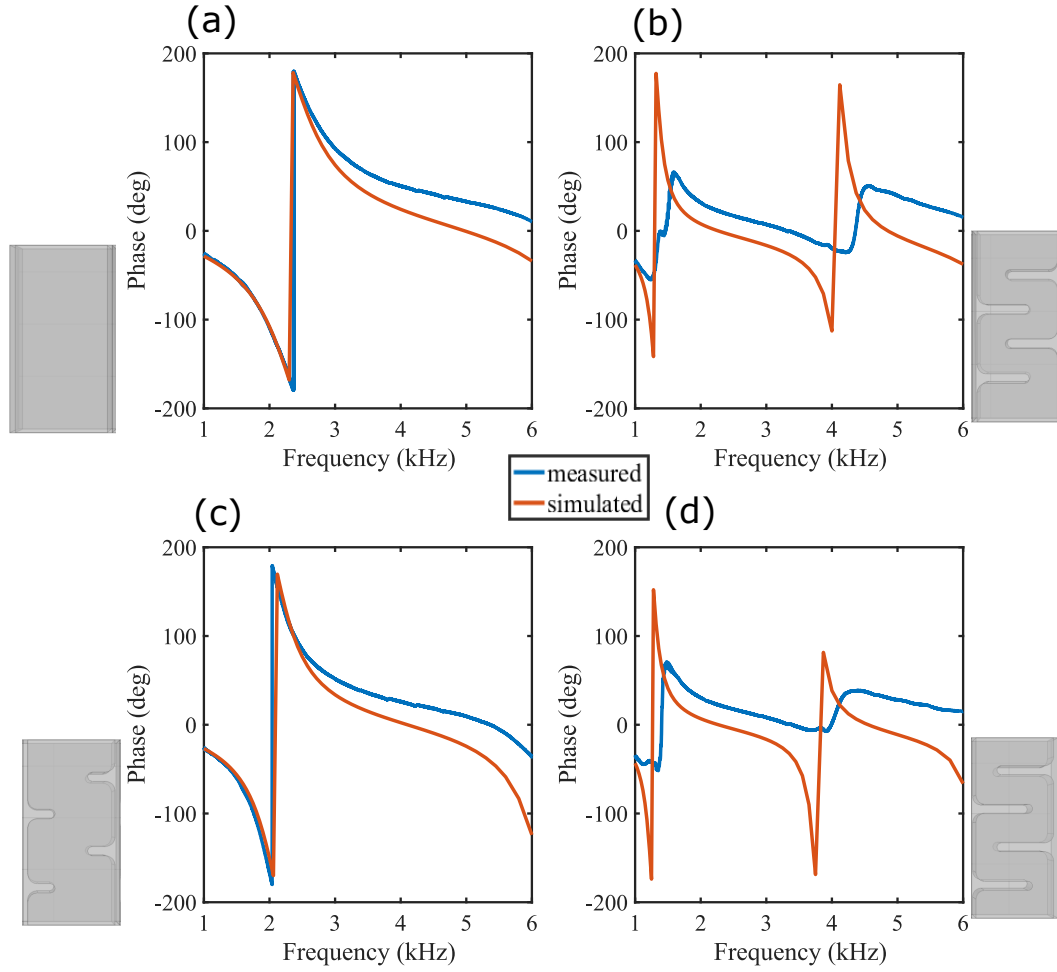 (a)
(b)
200
100
0
-100
-200
Phase (deg)
1 2 3 4 5 6
Frequency (kHz)
200
100
0
-100
-200
Phase (deg)
1 2 3 4 5 6
Frequency (kHz)
measured
simulated
(c)
(d)
200
100
0
-100
-200
Phase (deg)
1 2 3 4 5 6
Frequency (kHz)
200
100
0
-100
-200
Phase (deg)
1 2 3 4 5 6
Frequency (kHz)